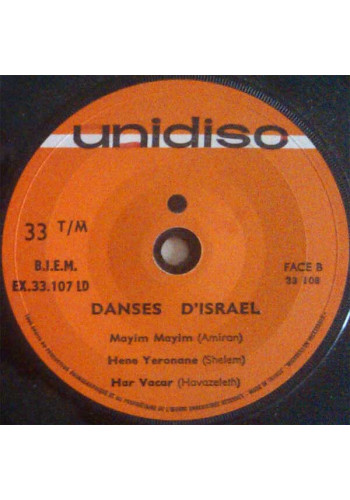 unidisc
33 T/M
B.I.E.M.
EX.33.107 LD
FACE B
33 108
DANSES D'ISRAEL
Mayim Mayim (Amiran)
Hene Yeronane (Shelem)
Har Vacar (Havazeleth)